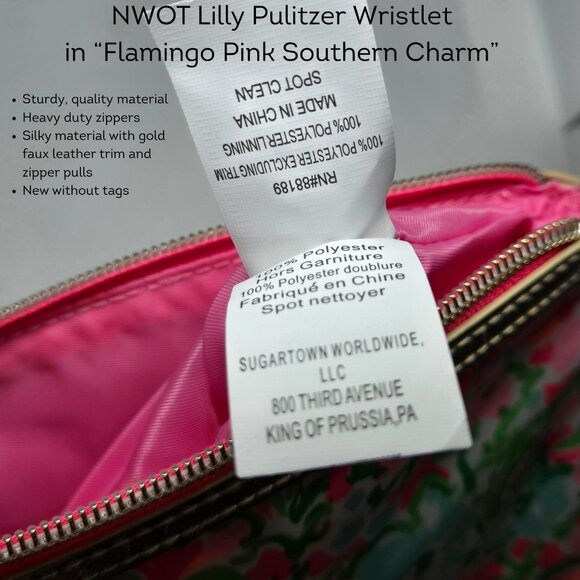 NWOT Lilly Pulitzer Wristlet
in “Flamingo Pink Southern Charm”
• Sturdy, quality material
• Heavy duty zippers
• Silky material with gold
faux leather trim and
zipper pulls
• New without tags
RN#88189
100% POLYESTER EXCLUDING TRIM
100% POLYESTER LINNING
MADE IN CHINA
SPOT CLEAN
100% Polyester
Hors Garniture
100% Polyester doublure
Fabriqué en Chine
Spot nettoyer
SUGARTOWN WORLDWIDE,
LLC
800 THIRD AVENUE
KING OF PRUSSIA,PA